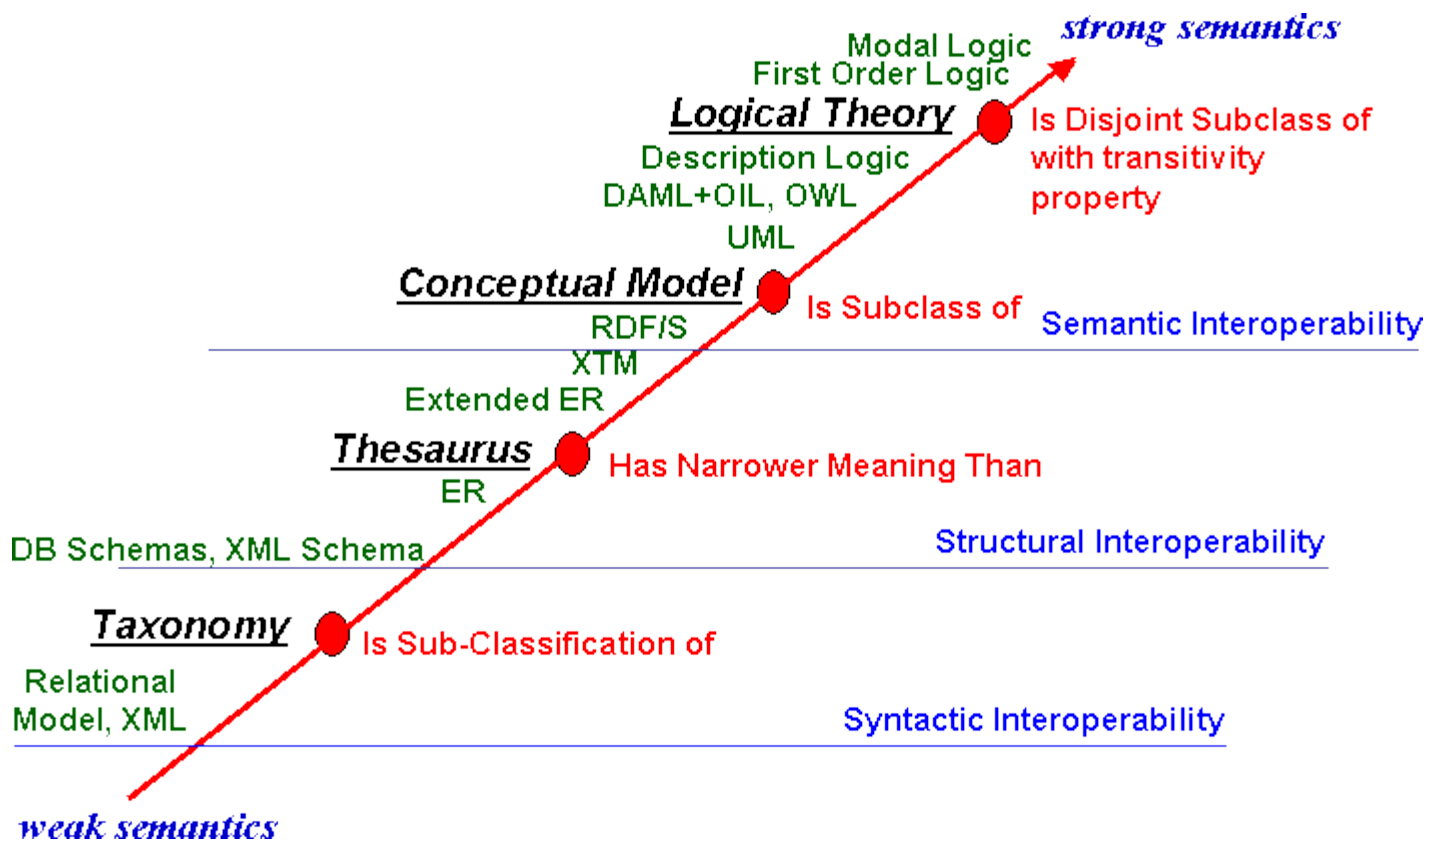 strong semantics
Modal Logic
First Order Logic
Logical Theory
Is Disjoint Subclass of
with transitivity
property
Description Logic
DAML+OIL, OWL
UML
Conceptual Model
Is Subclass of
Semantic Interoperability
RDF/S
XTM
Extended ER
Thesaurus
Has Narrower Meaning Than
ER
DB Schemas, XML Schema
Structural Interoperability
Taxonomy
Is Sub-Classification of
Relational
Model, XML
Syntactic Interoperability
weak semantics